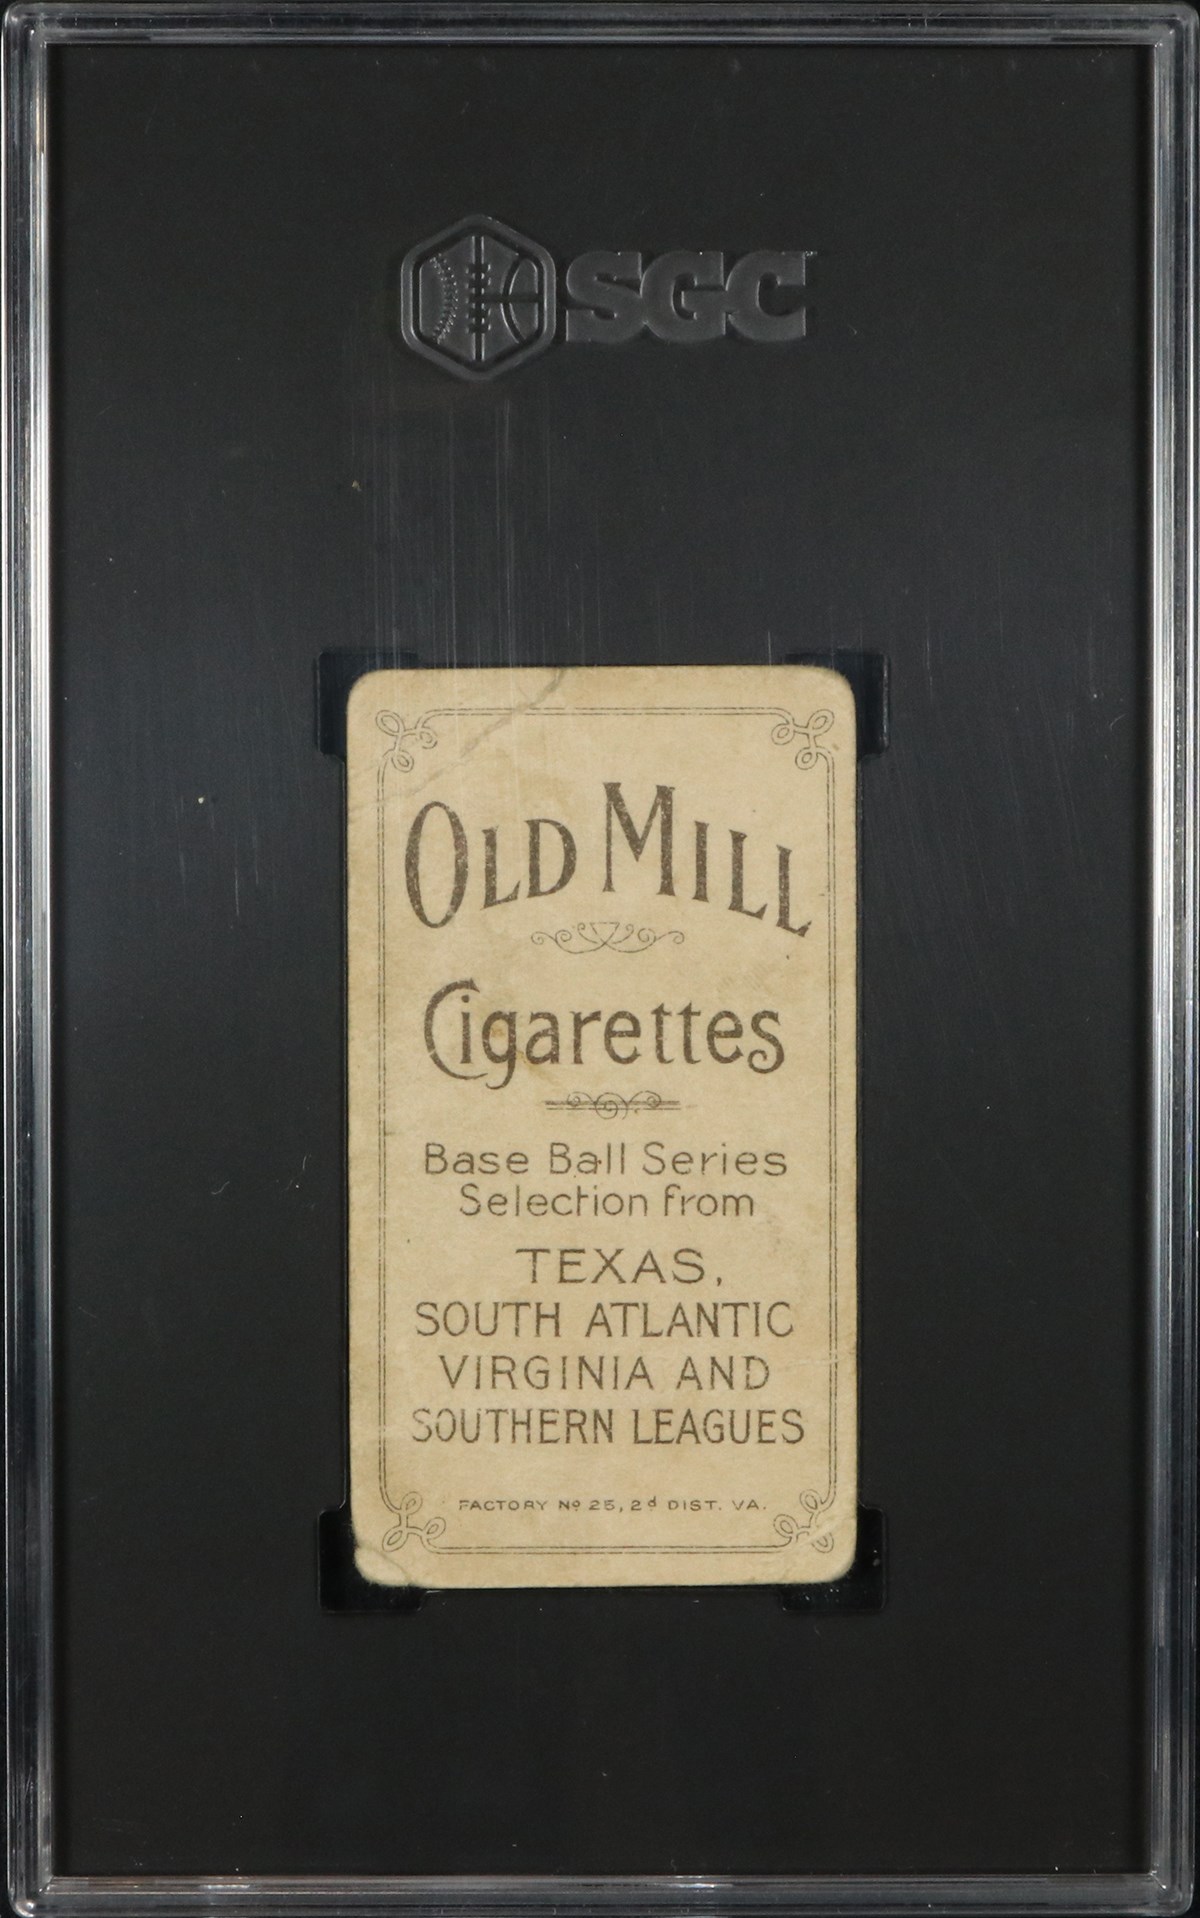 SGC
OLD MILL
Cigarettes
Base Ball Series
Selection from
TEXAS,
SOUTH ATLANTIC
VIRGINIA AND
SOUTHERN LEAGUES
FACTORY Nº 25, 2d DIST. VA.